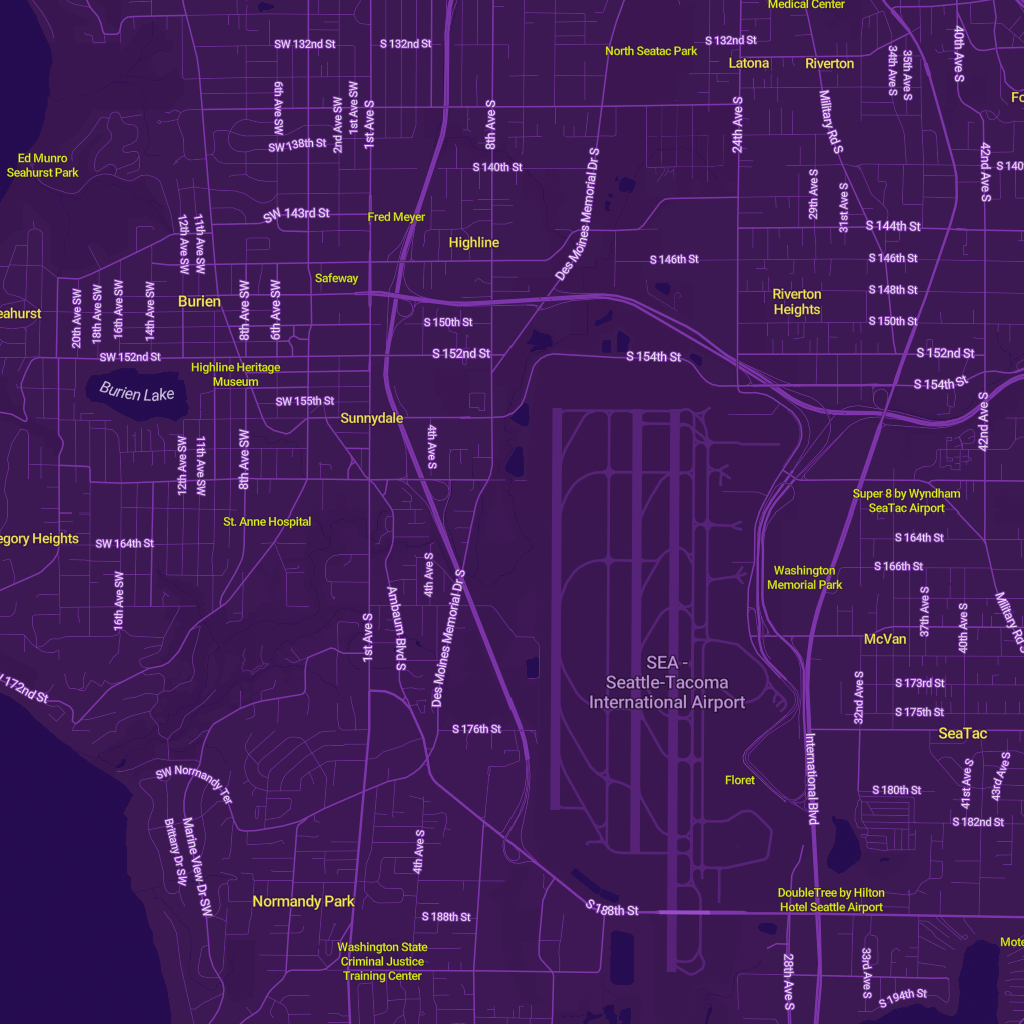 Medical Center
SW 132nd St
S 132nd St
North Seatac Park
S 132nd St
Latona
Riverton
34th Ave S
35th Ave S
40th Ave S
6th Ave SW
2nd Ave SW
1st Ave SW
1st Ave S
8th Ave S
24th Ave S
Military Rd S
Fo
SW 138th St
Ed Munro
Seahurst Park
S 140th St
42nd Ave S
S 140
Des Moines Memorial Dr S
29th Ave S
31st Ave S
12th Ave SW
11th Ave SW
SW 143rd St
Fred Meyer
S 144th St
Highline
S 146th St
S 146th St
Safeway
20th Ave SW
18th Ave SW
16th Ave SW
14th Ave SW
Burien
8th Ave SW
6th Ave SW
S 148th St
Riverton
Heights
eahurst
S 150th St
S 150th St
SW 152nd St
S 152nd St
S 154th St
S 152nd St
Highline Heritage
Museum
Burien Lake
S 154th St
SW 155th St
Sunnydale
42nd Ave S
12th Ave SW
11th Ave SW
8th Ave SW
4th Ave S
Super 8 by Wyndham
SeaTac Airport
St. Anne Hospital
egory Heights
SW 164th St
S 164th St
S 166th St
Washington
Memorial Park
16th Ave SW
4th Ave S
Ambaum Blvd S
1st Ave S
Des Moines Memorial Dr S
37th Ave S
40th Ave S
Military Rd S
McVan
SEA -
Seattle-Tacoma
International Airport
V 172nd St
S 173rd St
32nd Ave S
S 175th St
S 176th St
SeaTac
International Blvd
SW Normandy Ter
Floret
S 180th St
41st Ave S
43rd Ave S
S 182nd St
Brittany Dr SW
Marine View Dr SW
4th Ave S
Normandy Park
S 188th St
S 188th St
DoubleTree by Hilton
Hotel Seattle Airport
Washington State
Criminal Justice
Training Center
Mote
28th Ave S
33rd Ave S
S 194th St